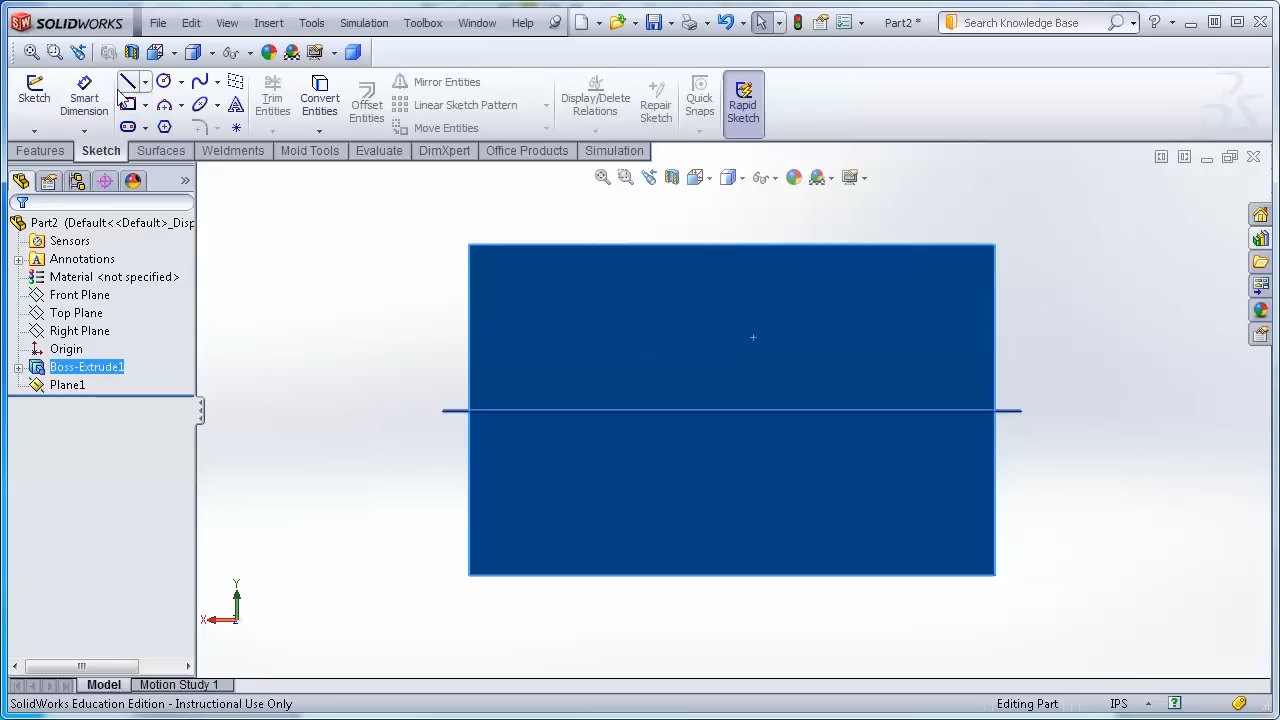 SOLIDWORKS File Edit View Insert Tools Simulation Toolbox Window Help Part2 * Search Knowledge Base ?
Sketch
Smart Dimension
Trim Entities
Convert Entities
Offset Entities
Mirror Entities
Linear Sketch Pattern
Move Entities
Display/Delete Relations
Repair Sketch
Quick Snaps
Rapid Sketch
Features Sketch Surfaces Weldments Mold Tools Evaluate DimXpert Office Products Simulation
Part2 (Default<<Default>_Disp
Sensors
Annotations
Material <not specified>
Front Plane
Top Plane
Right Plane
Origin
Boss-Extrude1
Plane1
Y
X
Model Motion Study 1
SolidWorks Education Edition - Instructional Use Only Editing Part IPS ?